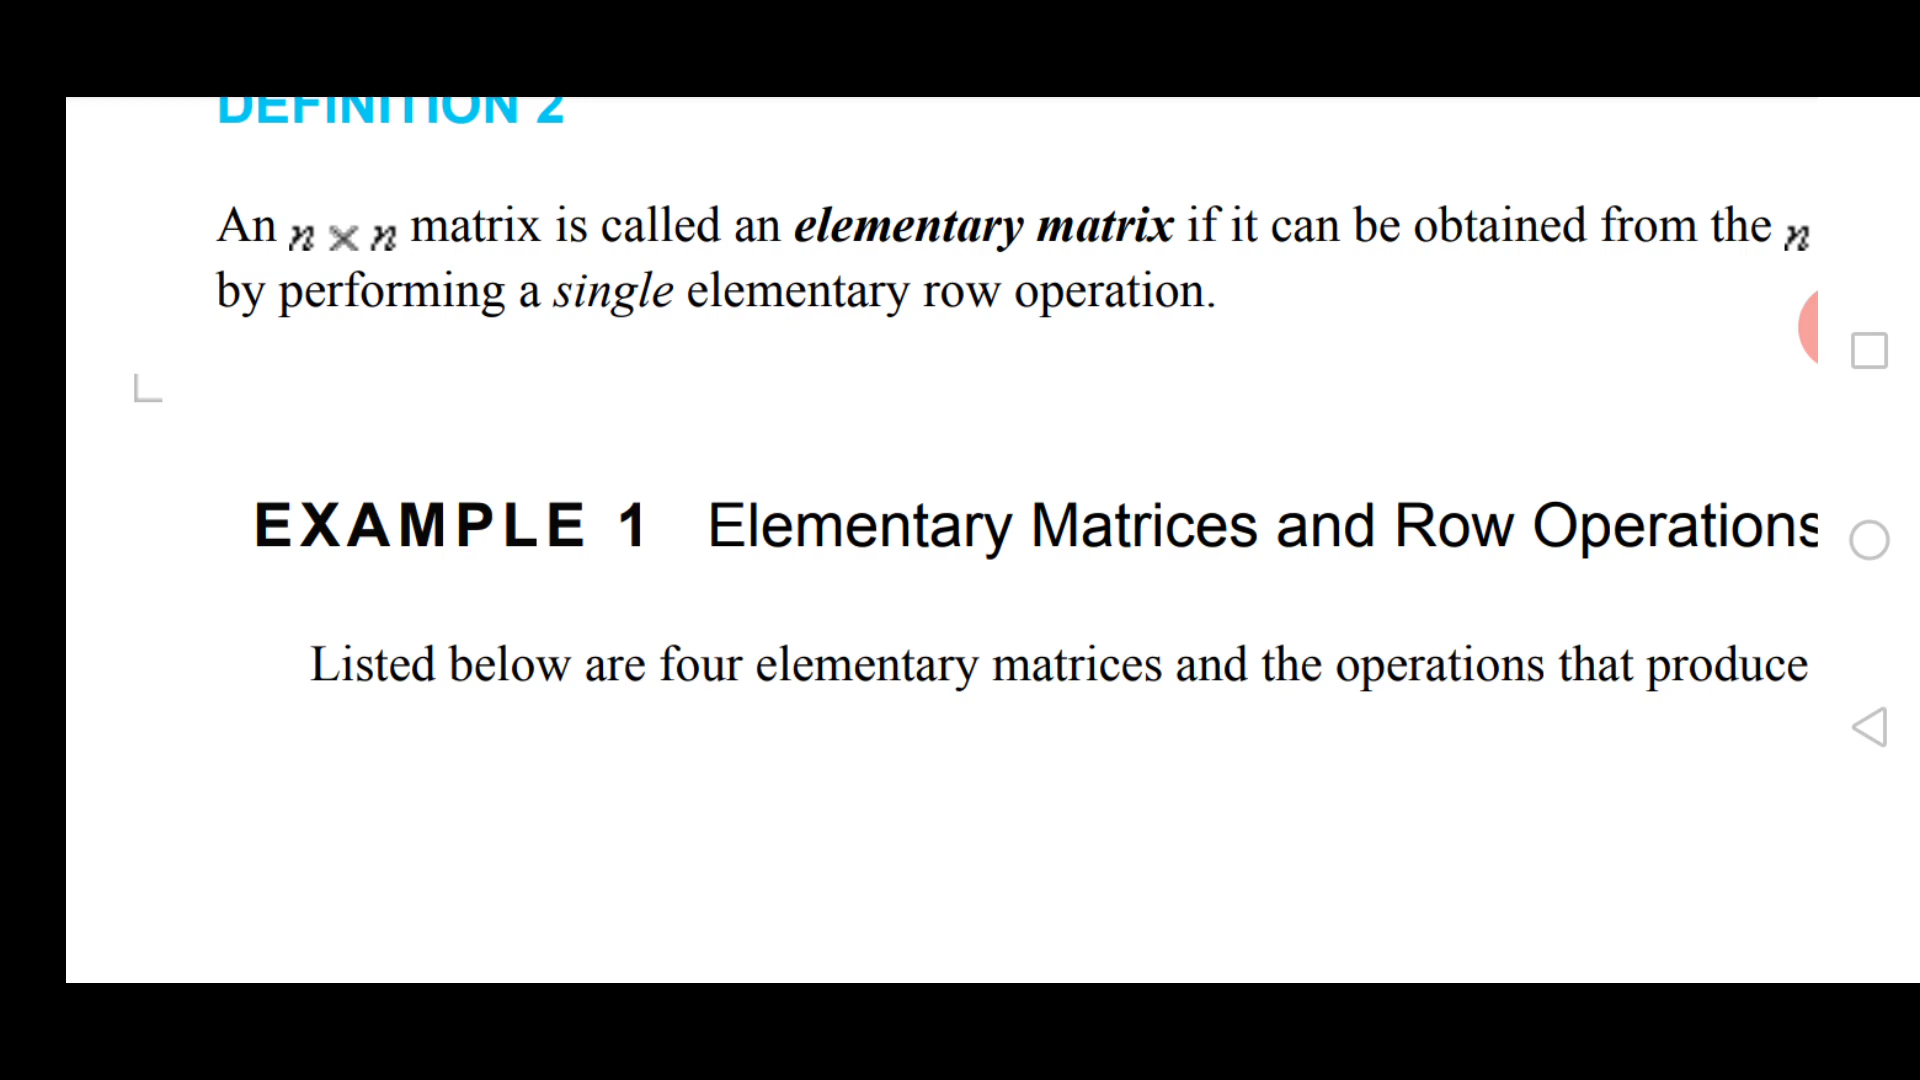 DEFINITION 2
An n × n matrix is called an elementary matrix if it can be obtained from the n
by performing a single elementary row operation.
EXAMPLE 1 Elementary Matrices and Row Operations
Listed below are four elementary matrices and the operations that produce